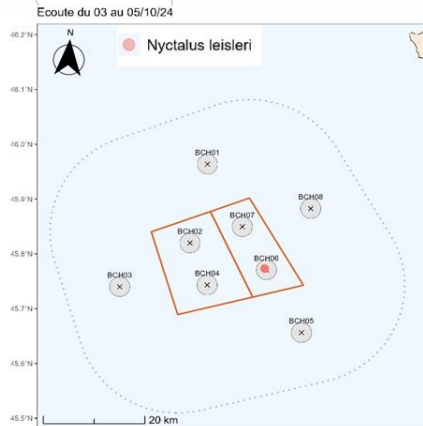 Ecoute du 03 au 05/10/24
46.2°N
N
Nyctalus leisleri
46.1°N
46.0°N
BCH01
45.9°N
BCH08
BCH07
BCH02
45.8°N
BCH06
BCH03
BCH04
45.7°N
BCH05
45.6°N
45.5°N
20 km